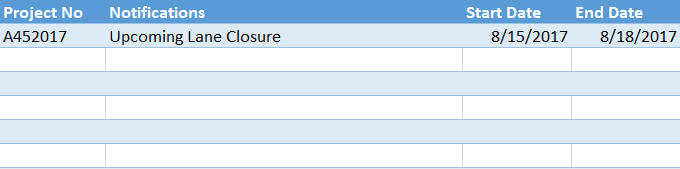 Project No Notifications Start Date End Date
A452017 Upcoming Lane Closure 8/15/2017 8/18/2017